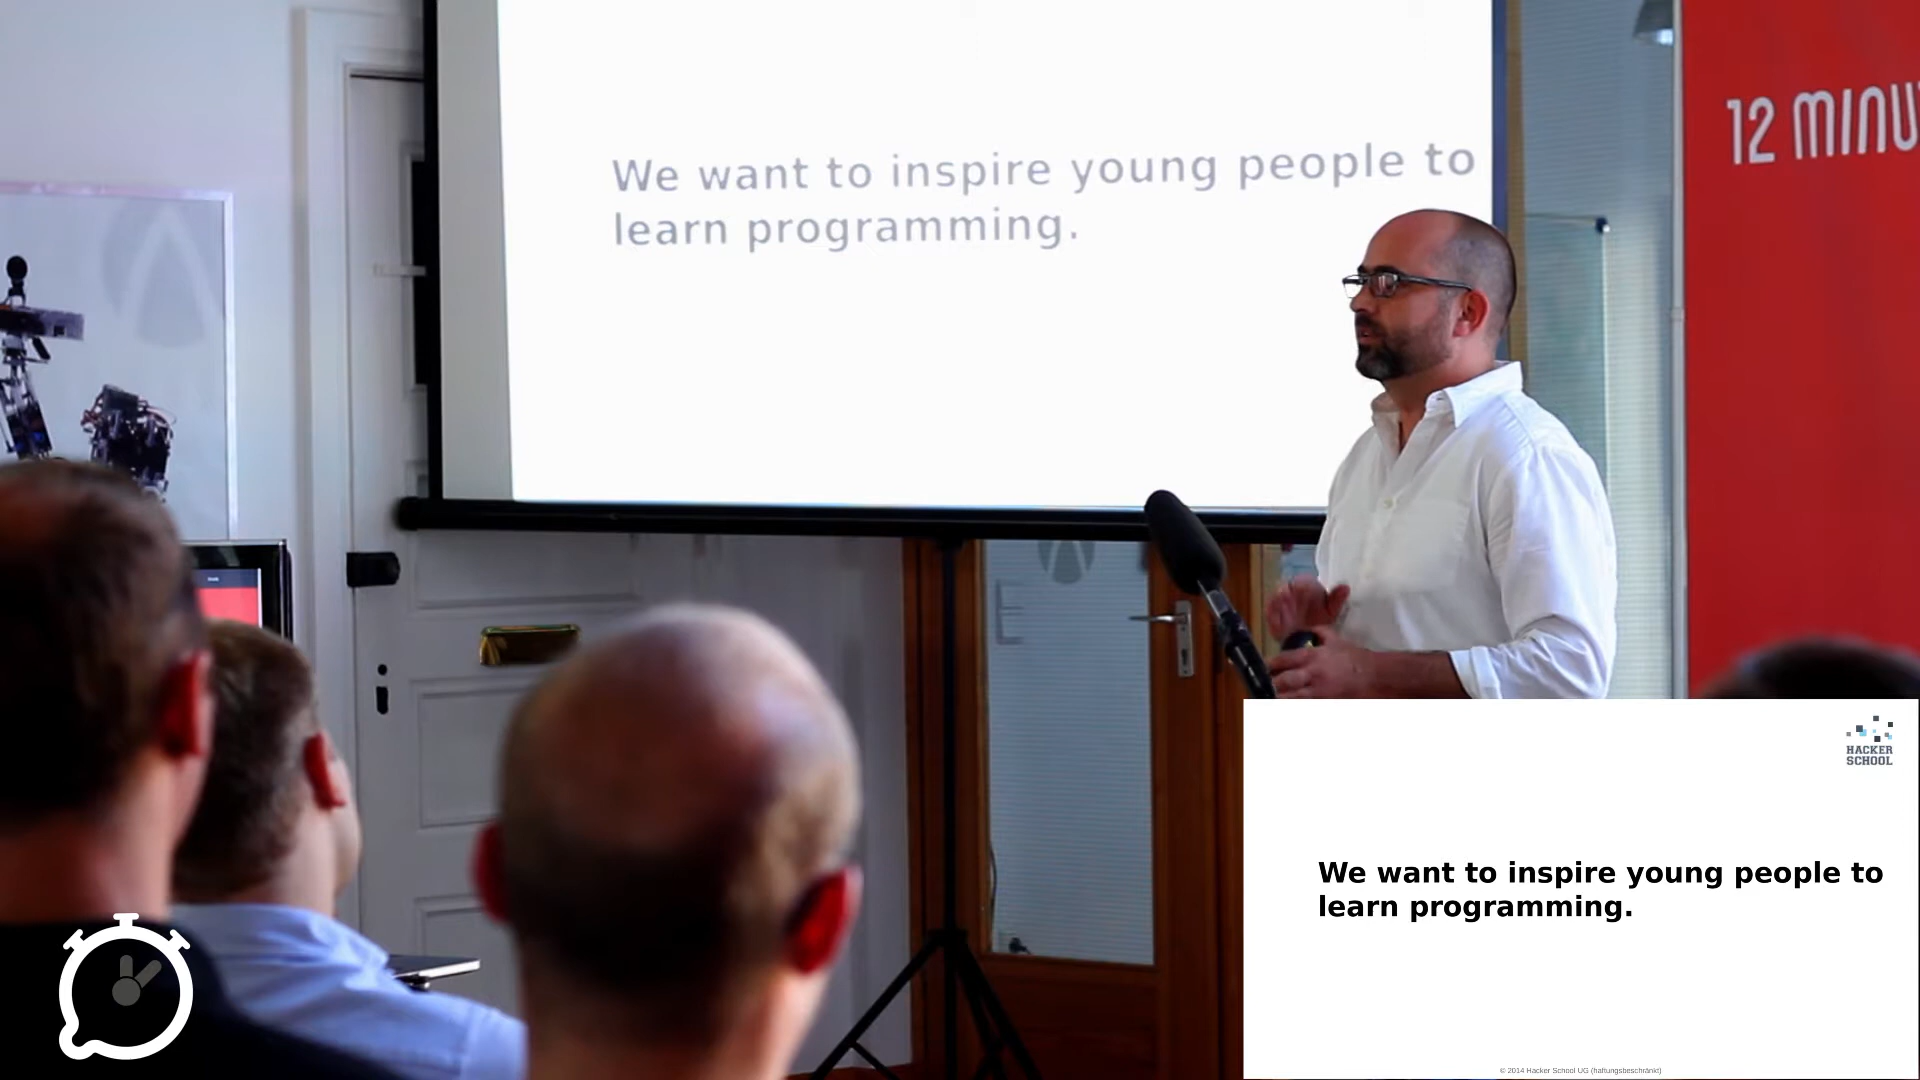 We want to inspire young people to
learn programming.
12 MINU
HACKER
SCHOOL
We want to inspire young people to
learn programming.
© 2014 Hacker School UG (haftungsbeschränkt)